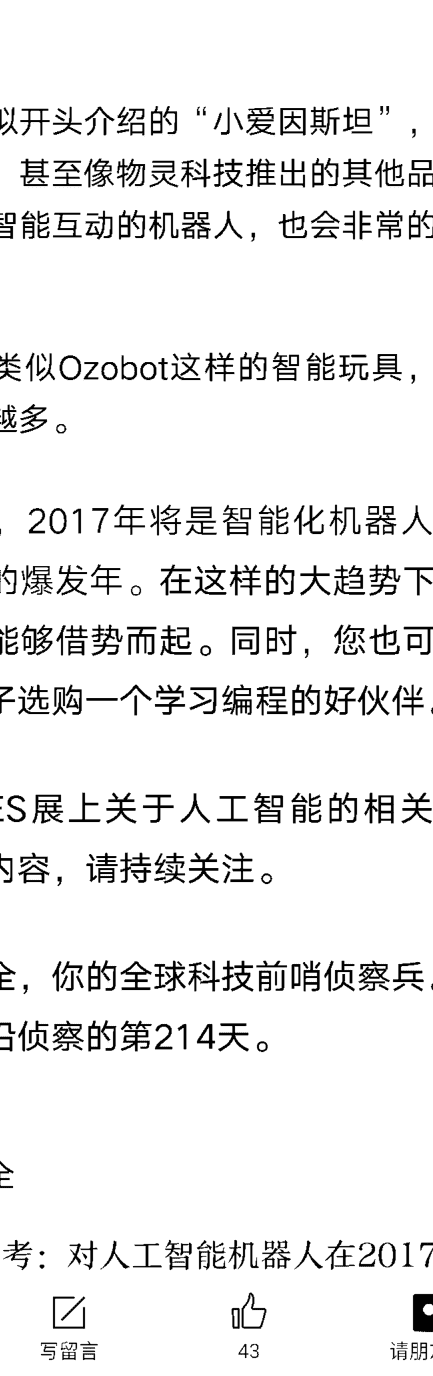 似开头介绍的“小爱因斯坦”，
甚至像物灵科技推出的其他品
智能互动的机器人，也会非常的
类似Ozobot这样的智能玩具，
越多。
，2017年将是智能化机器人
的爆发年。在这样的大趋势下
能够借势而起。同时，您也可
子选购一个学习编程的好伙伴。
ES展上关于人工智能的相关
内容，请持续关注。
全，你的全球科技前哨侦察兵。
沿侦察的第214天。
全
考：对人工智能机器人在2017
写留言
43
请朋友